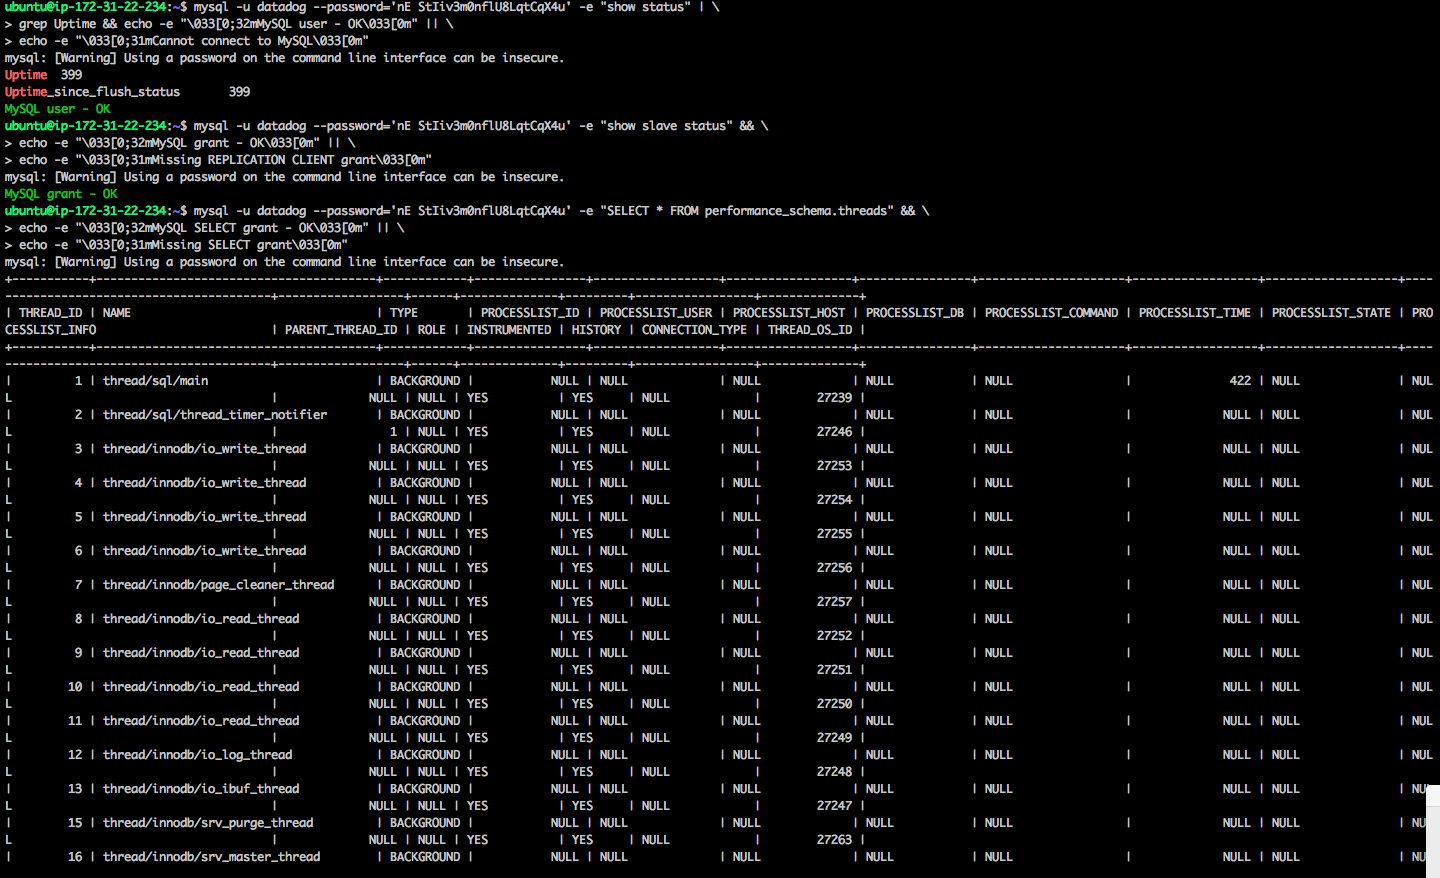 ubuntu@ip-172-31-22-234:~$ mysql -u datadog --password='nE StIiv3m0nflU8LqtCqX4u' -e "show status" | \
> grep Uptime && echo -e "\033[0;32mMySQL user - OK\033[0m" || \
> echo -e "\033[0;31mCannot connect to MySQL\033[0m"
mysql: [Warning] Using a password on the command line interface can be insecure.
Uptime  399
Uptime_since_flush_status       399
MySQL user - OK
ubuntu@ip-172-31-22-234:~$ mysql -u datadog --password='nE StIiv3m0nflU8LqtCqX4u' -e "show slave status" && \
> echo -e "\033[0;32mMySQL grant - OK\033[0m" || \
> echo -e "\033[0;31mMissing REPLICATION CLIENT grant\033[0m"
mysql: [Warning] Using a password on the command line interface can be insecure.
MySQL grant - OK
ubuntu@ip-172-31-22-234:~$ mysql -u datadog --password='nE StIiv3m0nflU8LqtCqX4u' -e "SELECT * FROM performance_schema.threads" && \
> echo -e "\033[0;32mMySQL SELECT grant - OK\033[0m" || \
> echo -e "\033[0;31mMissing SELECT grant\033[0m"
mysql: [Warning] Using a password on the command line interface can be insecure.
| THREAD_ID | NAME | TYPE | PROCESSLIST_ID | PROCESSLIST_USER | PROCESSLIST_HOST | PROCESSLIST_DB | PROCESSLIST_COMMAND | PROCESSLIST_TIME | PROCESSLIST_STATE | PRO
CESSLIST_INFO | PARENT_THREAD_ID | ROLE | INSTRUMENTED | HISTORY | CONNECTION_TYPE | THREAD_OS_ID |
| 1 | thread/sql/main | BACKGROUND | NULL | NULL | NULL | NULL | NULL | 422 | NULL | NUL
L | NULL | NULL | YES | YES | NULL | 27239 |
| 2 | thread/sql/thread_timer_notifier | BACKGROUND | NULL | NULL | NULL | NULL | NULL | NULL | NULL | NUL
L | 1 | NULL | YES | YES | NULL | 27246 |
| 3 | thread/innodb/io_write_thread | BACKGROUND | NULL | NULL | NULL | NULL | NULL | NULL | NULL | NUL
L | NULL | NULL | YES | YES | NULL | 27253 |
| 4 | thread/innodb/io_write_thread | BACKGROUND | NULL | NULL | NULL | NULL | NULL | NULL | NULL | NUL
L | NULL | NULL | YES | YES | NULL | 27254 |
| 5 | thread/innodb/io_write_thread | BACKGROUND | NULL | NULL | NULL | NULL | NULL | NULL | NULL | NUL
L | NULL | NULL | YES | YES | NULL | 27255 |
| 6 | thread/innodb/io_write_thread | BACKGROUND | NULL | NULL | NULL | NULL | NULL | NULL | NULL | NUL
L | NULL | NULL | YES | YES | NULL | 27256 |
| 7 | thread/innodb/page_cleaner_thread | BACKGROUND | NULL | NULL | NULL | NULL | NULL | NULL | NULL | NUL
L | NULL | NULL | YES | YES | NULL | 27257 |
| 8 | thread/innodb/io_read_thread | BACKGROUND | NULL | NULL | NULL | NULL | NULL | NULL | NULL | NUL
L | NULL | NULL | YES | YES | NULL | 27252 |
| 9 | thread/innodb/io_read_thread | BACKGROUND | NULL | NULL | NULL | NULL | NULL | NULL | NULL | NUL
L | NULL | NULL | YES | YES | NULL | 27251 |
| 10 | thread/innodb/io_read_thread | BACKGROUND | NULL | NULL | NULL | NULL | NULL | NULL | NULL | NUL
L | NULL | NULL | YES | YES | NULL | 27250 |
| 11 | thread/innodb/io_read_thread | BACKGROUND | NULL | NULL | NULL | NULL | NULL | NULL | NULL | NUL
L | NULL | NULL | YES | YES | NULL | 27249 |
| 12 | thread/innodb/io_log_thread | BACKGROUND | NULL | NULL | NULL | NULL | NULL | NULL | NULL | NUL
L | NULL | NULL | YES | YES | NULL | 27248 |
| 13 | thread/innodb/io_ibuf_thread | BACKGROUND | NULL | NULL | NULL | NULL | NULL | NULL | NULL | NU
L | NULL | NULL | YES | YES | NULL | 27247 |
| 15 | thread/innodb/srv_purge_thread | BACKGROUND | NULL | NULL | NULL | NULL | NULL | NULL | NULL | NU
L | NULL | NULL | YES | YES | NULL | 27263 |
| 16 | thread/innodb/srv_master_thread | BACKGROUND | NULL | NULL | NULL | NULL | NULL | NULL | NULL | NU